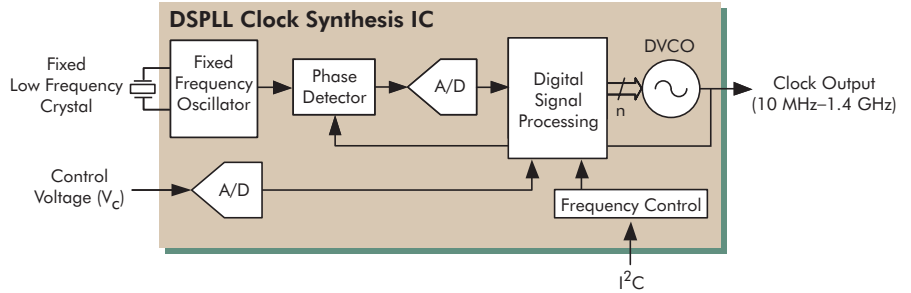 DSPLL Clock Synthesis IC
Fixed
Low Frequency
Crystal
Fixed
Frequency
Oscillator
Phase
Detector
A/D
Digital
Signal
Processing
n
DVCO
Clock Output
(10 MHz–1.4 GHz)
Control
Voltage (VC)
A/D
Frequency Control
I²C